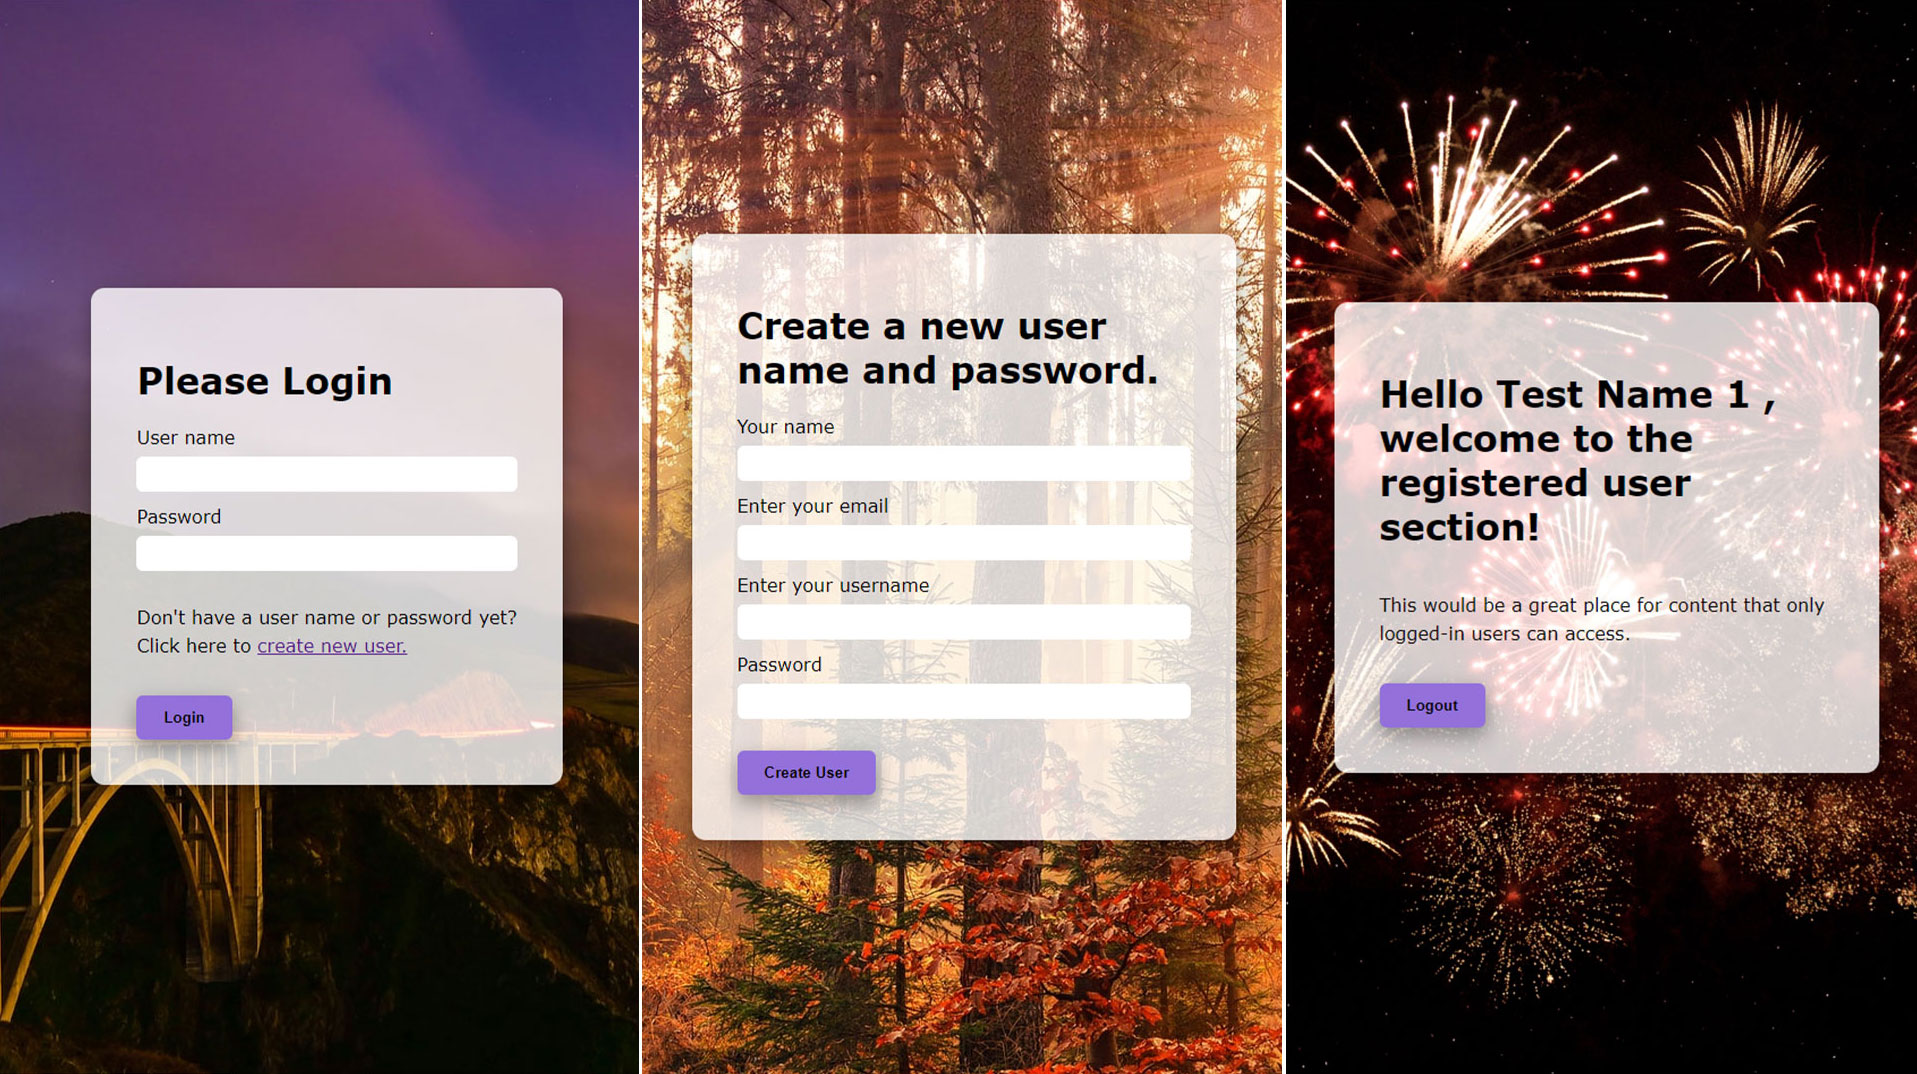 Please Login
User name
Password
Don't have a user name or password yet?
Click here to create new user.
Login
Create a new user
name and password.
Your name
Enter your email
Enter your username
Password
Create User
Hello Test Name 1 ,
welcome to the
registered user
section!
This would be a great place for content that only
logged-in users can access.
Logout